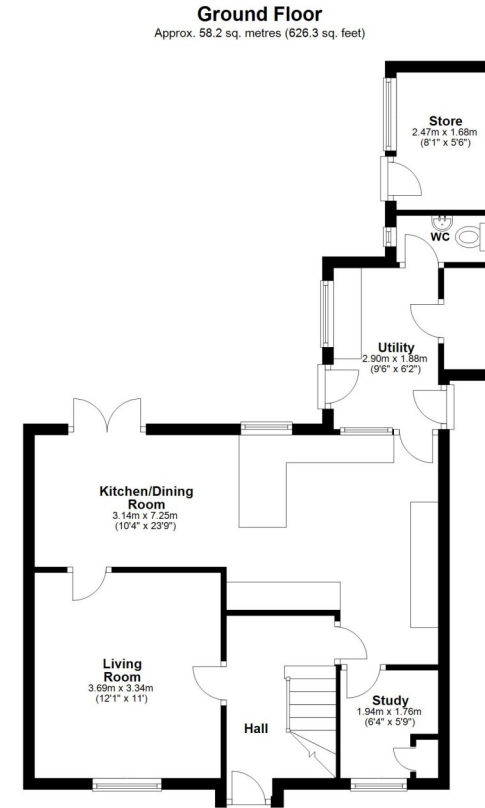 Ground Floor
Approx. 58.2 sq. metres (626.3 sq. feet)
Store
2.47m x 1.68m
(8'1" x 5'6")
WC
Utility
2.90m x 1.88m
(9'6" x 6'2")
Kitchen/Dining
Room
3.14m x 7.25m
(10'4" x 23'9")
Living
Room
3.69m x 3.34m
(12'1" x 11')
Hall
Study
1.94m x 1.76m
(6'4" x 5'9")